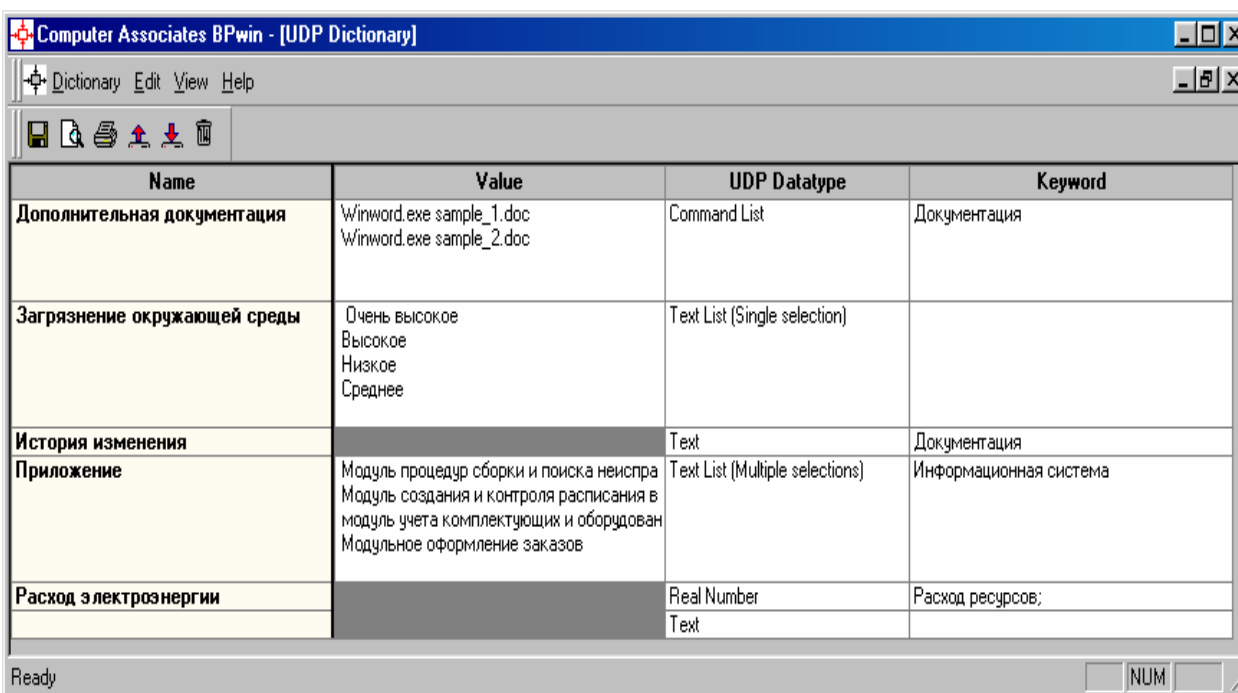 Computer Associates BPwin - [UDP Dictionary]
Dictionary Edit View Help
Name Value UDP Datatype Keyword
Дополнительная документация Winword.exe sample_1.doc Command List Документация
Winword.exe sample_2.doc
Загрязнение окружающей среды Очень высокое Text List (Single selection)
Высокое
Низкое
Среднее
История изменения Text Документация
Приложение Модуль процедур сборки и поиска неиспра Text List (Multiple selections) Информационная система
Модуль создания и контроля расписания в
модуль учета комплектующих и оборудован
Модульное оформление заказов
Расход электроэнергии Real Number Расход ресурсов;
Text
Ready NUM